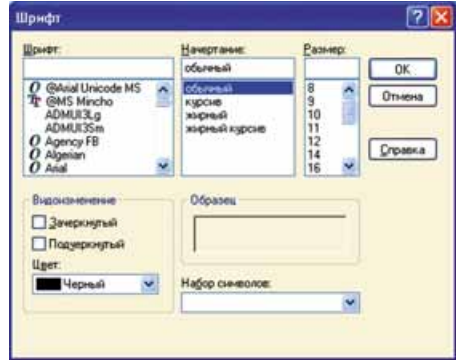 Шрифт
Шрифт:
Начертание:
Размер:
обычный
OK
Отмена
Справка
@Arial Unicode MS
@MS Mincho
ADMUI3Lg
ADMUI3Sm
Agency FB
Algerian
Arial
обычный
курсив
жирный
жирный курсив
8
9
10
11
12
14
16
Видоизменение
Зачеркнутый
Подчеркнутый
Цвет:
Черный
Образец
Набор символов: